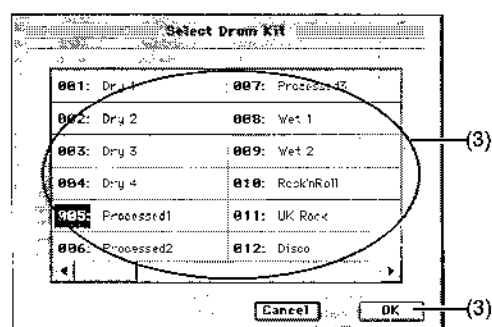 Select Drum Kit
001: Dry 1 007: Processed3
002: Dry 2 008: Wet 1
003: Dry 3 009: Wet 2
004: Dry 4 010: Rock'nRoll
005: Processed1 011: UK Rock
006: Processed2 012: Disco
(3)
Cancel OK (3)